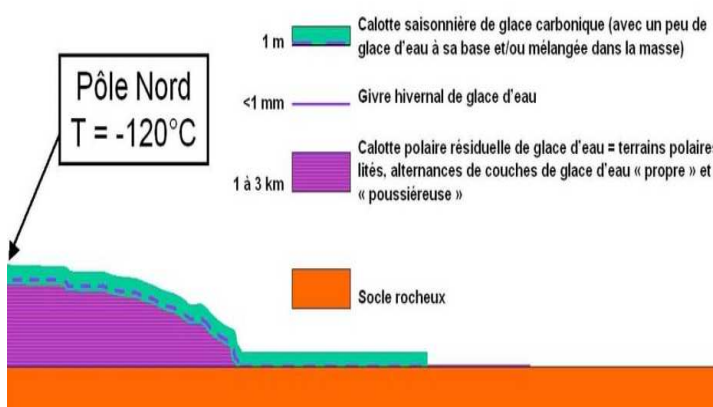 Calotte saisonnière de glace carbonique (avec un peu de
1 m
glace d'eau à sa base et/ou mélangée dans la masse)
Pôle Nord
T = -120°C
<1 mm
Givre hivernal de glace d'eau
Calotte polaire résiduelle de glace d'eau = terrains polaires
lités, alternances de couches de glace d'eau « propre » et
1 à 3 km
« poussiéreuse »
Socle rocheux